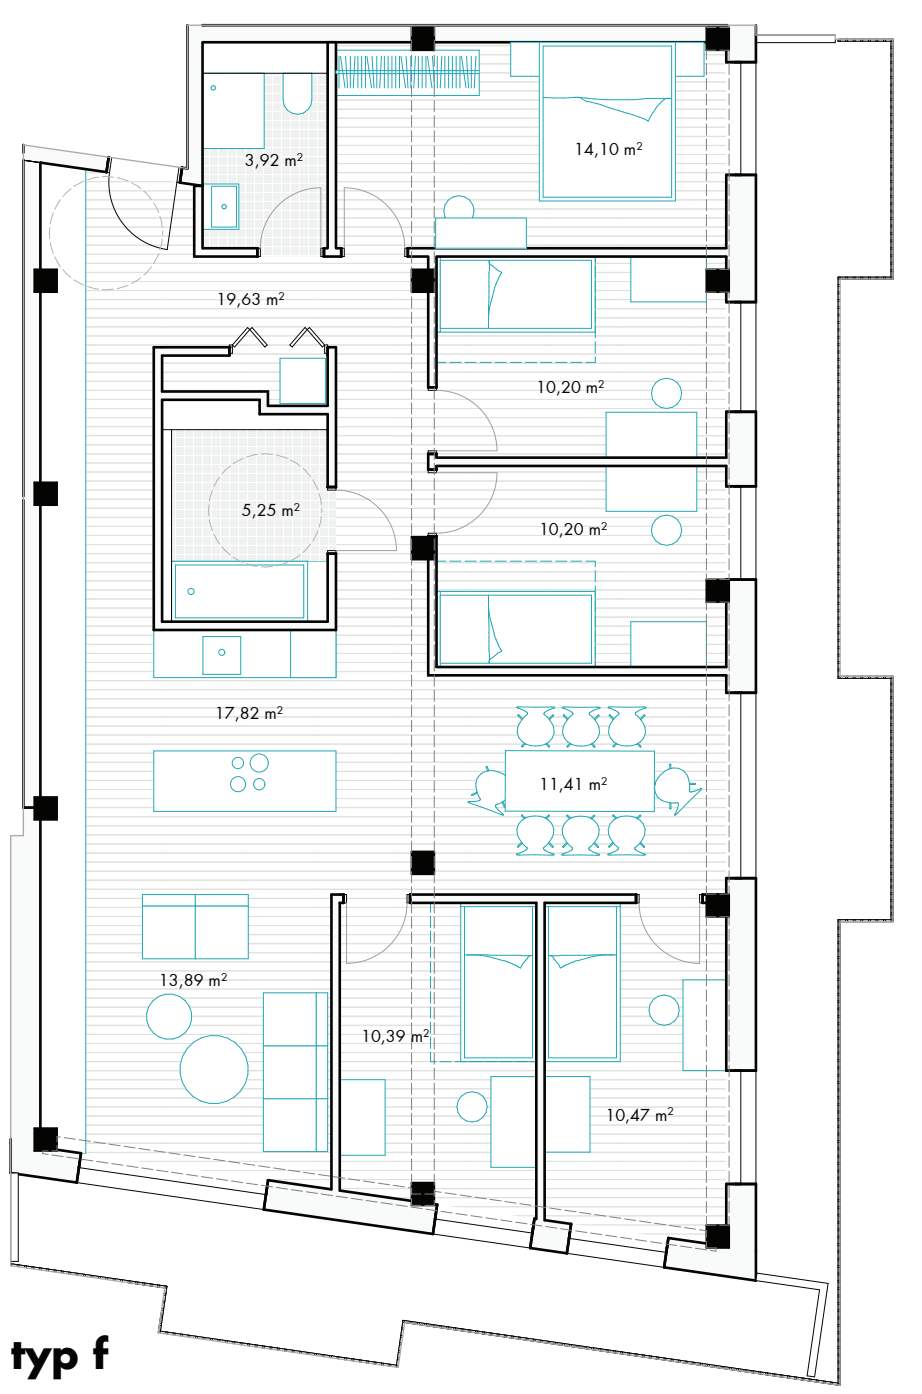 3,92 m²
14,10 m²
19,63 m²
10,20 m²
5,25 m²
10,20 m²
17,82 m²
11,41 m²
13,89 m²
10,39 m²
10,47 m²
typ f